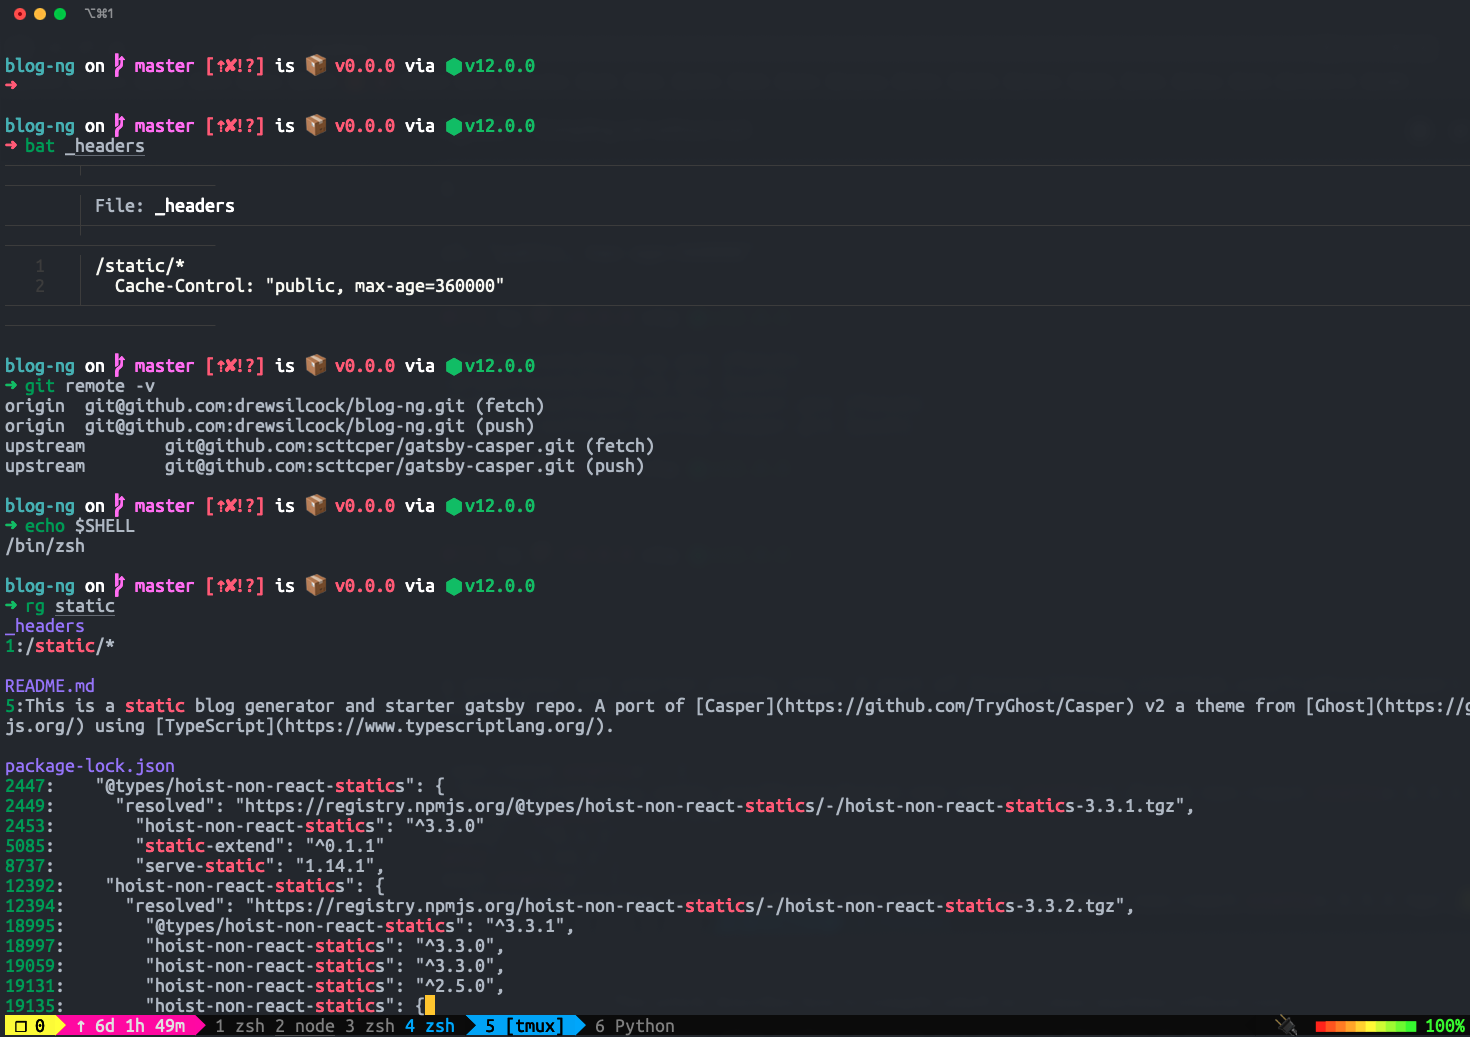 ⌥⌘1
blog-ng on master [↑✘!?] is 📦 v0.0.0 via ⬢ v12.0.0
➜
blog-ng on master [↑✘!?] is 📦 v0.0.0 via ⬢ v12.0.0
➜ bat _headers
File: _headers
1 /static/*
2   Cache-Control: "public, max-age=360000"
blog-ng on master [↑✘!?] is 📦 v0.0.0 via ⬢ v12.0.0
➜ git remote -v
origin  git@github.com:drewsilcock/blog-ng.git (fetch)
origin  git@github.com:drewsilcock/blog-ng.git (push)
upstream        git@github.com:scttcper/gatsby-casper.git (fetch)
upstream        git@github.com:scttcper/gatsby-casper.git (push)
blog-ng on master [↑✘!?] is 📦 v0.0.0 via ⬢ v12.0.0
➜ echo $SHELL
/bin/zsh
blog-ng on master [↑✘!?] is 📦 v0.0.0 via ⬢ v12.0.0
➜ rg static
_headers
1:/static/*
README.md
5:This is a static blog generator and starter gatsby repo. A port of [Casper](https://github.com/TryGhost/Casper) v2 a theme from [Ghost](https://g
js.org/) using [TypeScript](https://www.typescriptlang.org/).
package-lock.json
2447:    "@types/hoist-non-react-statics": {
2449:      "resolved": "https://registry.npmjs.org/@types/hoist-non-react-statics/-/hoist-non-react-statics-3.3.1.tgz",
2453:        "hoist-non-react-statics": "^3.3.0"
5085:        "static-extend": "^0.1.1"
8737:        "serve-static": "1.14.1",
12392:    "hoist-non-react-statics": {
12394:      "resolved": "https://registry.npmjs.org/hoist-non-react-statics/-/hoist-non-react-statics-3.3.2.tgz",
18995:        "@types/hoist-non-react-statics": "^3.3.1",
18997:        "hoist-non-react-statics": "^3.3.0",
19059:        "hoist-non-react-statics": "^3.3.0",
19131:        "hoist-non-react-statics": "^2.5.0",
19135:        "hoist-non-react-statics": {
0 ↑ 6d 1h 49m 1 zsh 2 node 3 zsh 4 zsh 5 [tmux] 6 Python 100%